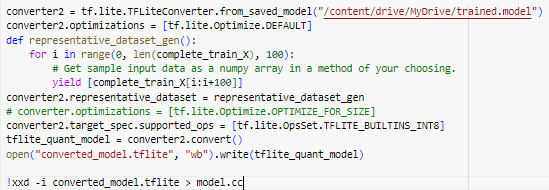 converter2 = tf.lite.TFLiteConverter.from_saved_model("/content/drive/MyDrive/trained.model")
converter2.optimizations = [tf.lite.Optimize.DEFAULT]
def representative_dataset_gen():
    for i in range(0, len(complete_train_X), 100):
        # Get sample input data as a numpy array in a method of your choosing.
        yield [complete_train_X[i:i+100]]
converter2.representative_dataset = representative_dataset_gen
# converter.optimizations = [tf.lite.Optimize.OPTIMIZE_FOR_SIZE]
converter2.target_spec.supported_ops = [tf.lite.OpsSet.TFLITE_BUILTINS_INT8]
tflite_quant_model = converter2.convert()
open("converted_model.tflite", "wb").write(tflite_quant_model)
!xxd -i converted_model.tflite > model.cc